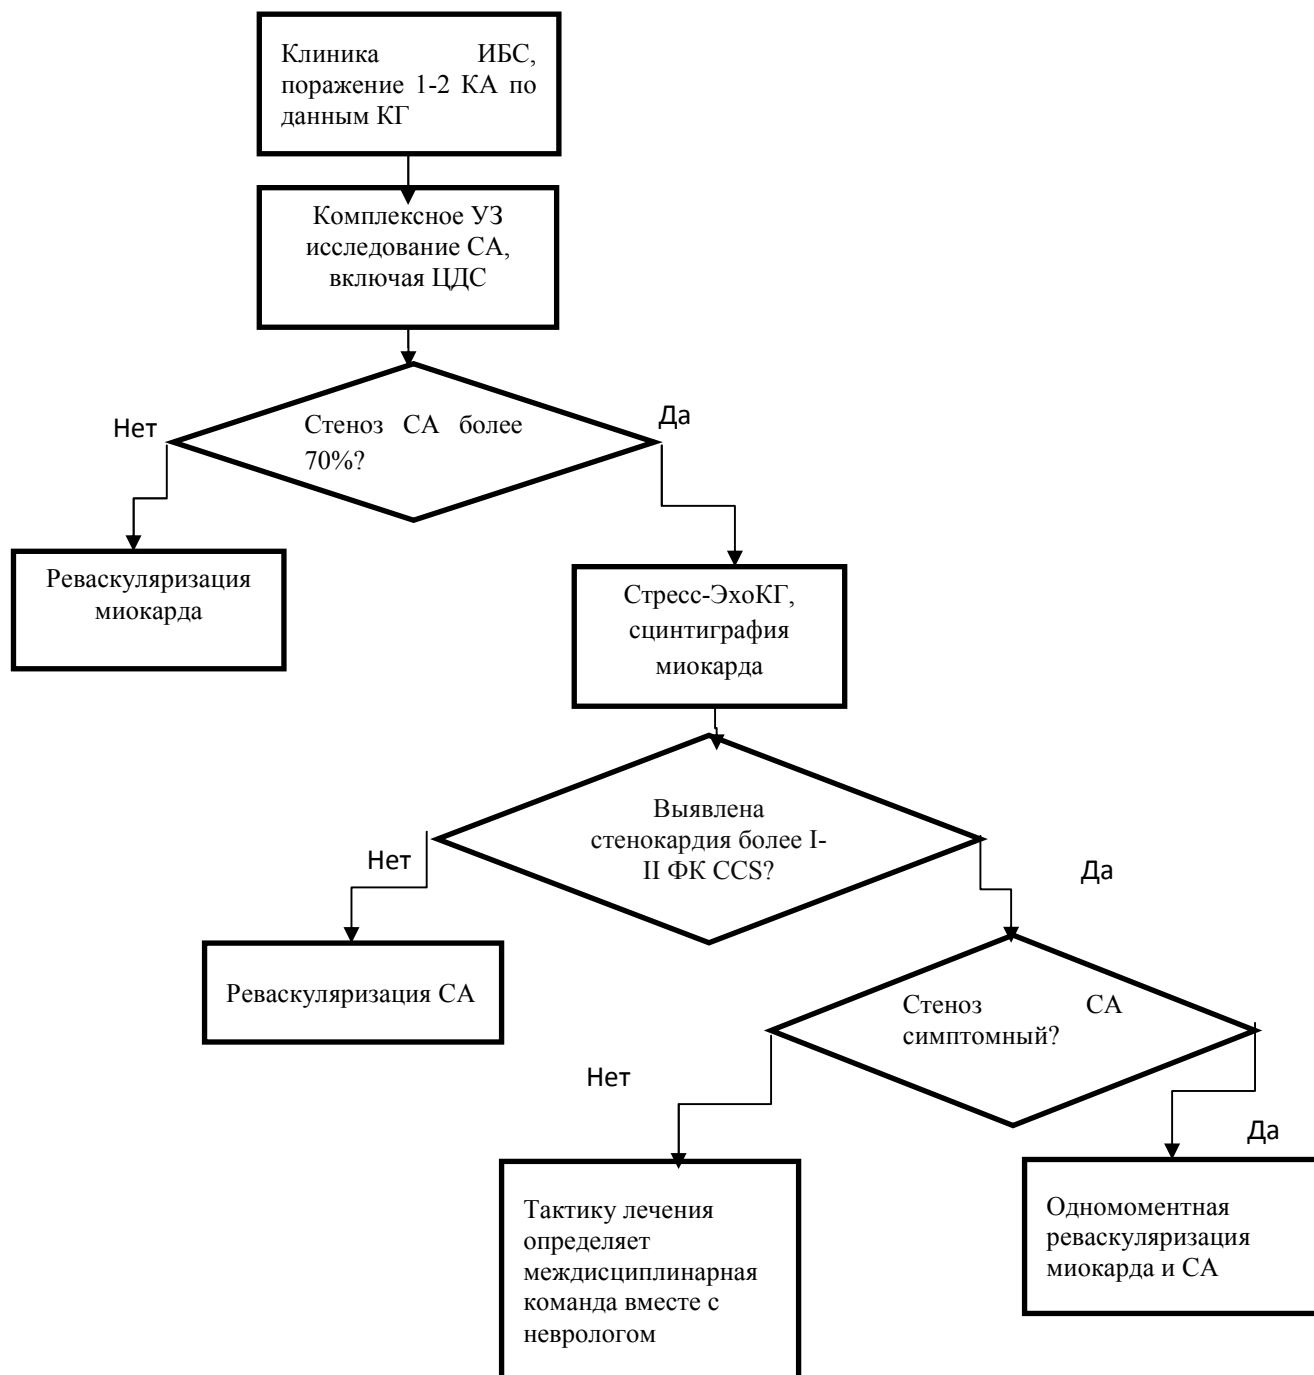 Клиника ИБС,
поражение 1-2 КА по
данным КГ
Комплексное УЗ
исследование СА,
включая ЦДС
Нет
Да
Стеноз СА более
70%?
Реваскуляризация
миокарда
Стресс-ЭхоКГ,
сцинтиграфия
миокарда
Выявлена
стенокардия более I-
II ФК CCS?
Нет
Да
Реваскуляризация СА
Стеноз СА
симптомный?
Нет
Да
Тактику лечения
определяет
междисциплинарная
команда вместе с
неврологом
Одномоментная
реваскуляризация
миокарда и СА